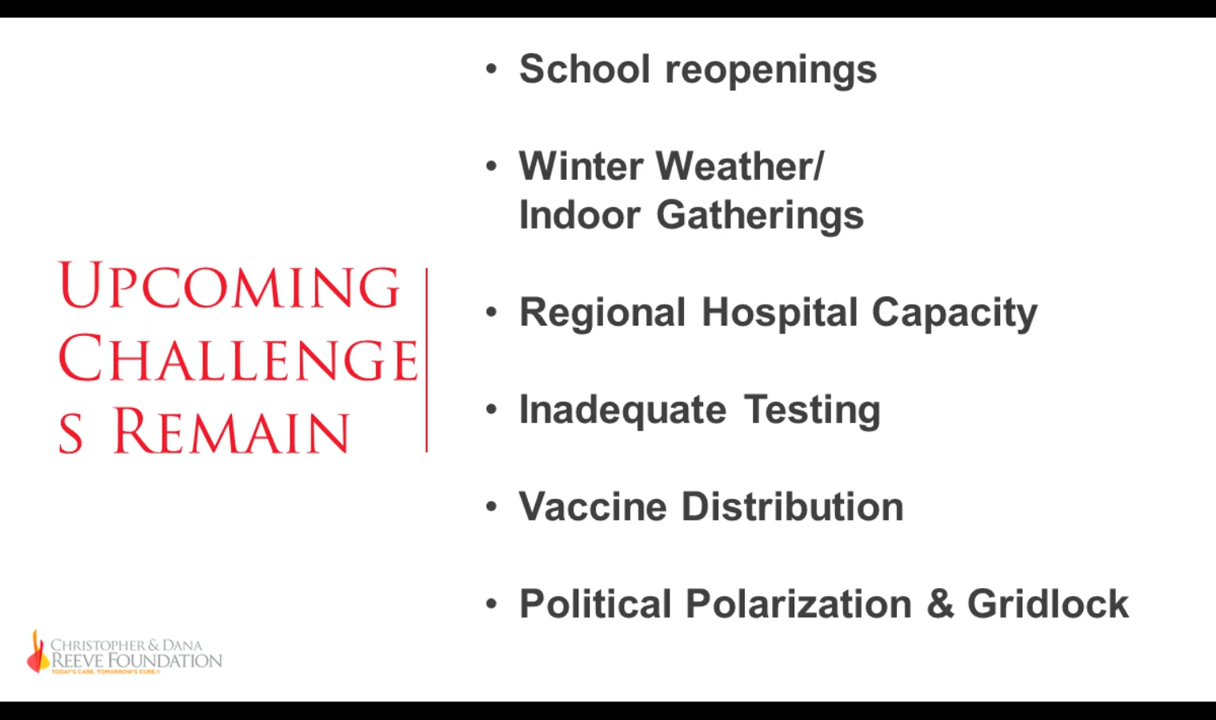 UPCOMING
CHALLENGE
S REMAIN
• School reopenings
• Winter Weather/
Indoor Gatherings
• Regional Hospital Capacity
• Inadequate Testing
• Vaccine Distribution
• Political Polarization & Gridlock
CHRISTOPHER & DANA
REEVE FOUNDATION
TODAY'S CARE. TOMORROW'S CURE.®